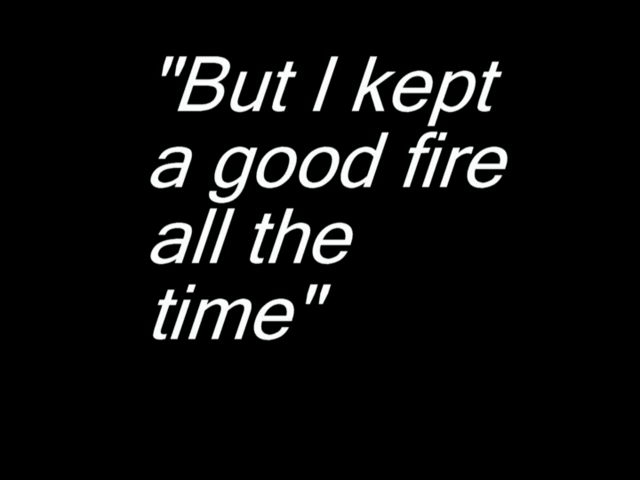 "But I kept
a good fire
all the
time"